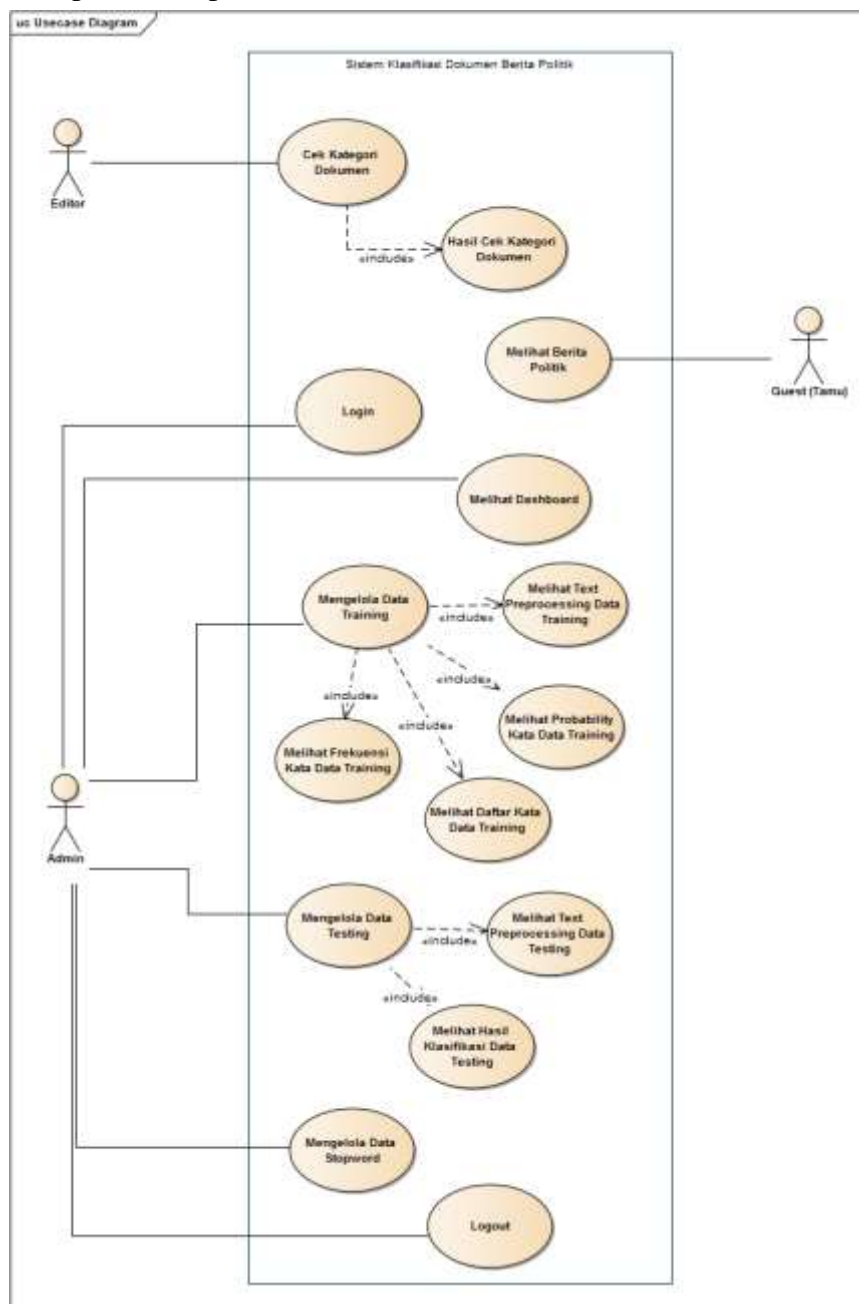 uc Usecase Diagram
Sistem Klasifikasi Dokumen Berita Politik
Editor
Cek Kategori
Dokumen
«include»
Hasil Cek Kategori
Dokumen
Melihat Berita
Politik
Guest (Tamu)
Login
Melihat Dashboard
Mengelola Data
Training
«include»
Melihat Text
Preprocessing Data
Training
«include»
«include»
«include»
Melihat Probability
Kata Data Training
Melihat Frekuensi
Kata Data Training
Melihat Daftar Kata
Data Training
Admin
Mengelola Data
Testing
«include»
Melihat Text
Preprocessing Data
Testing
«include»
Melihat Hasil
Klasifikasi Data
Testing
Mengelola Data
Stopword
Logout